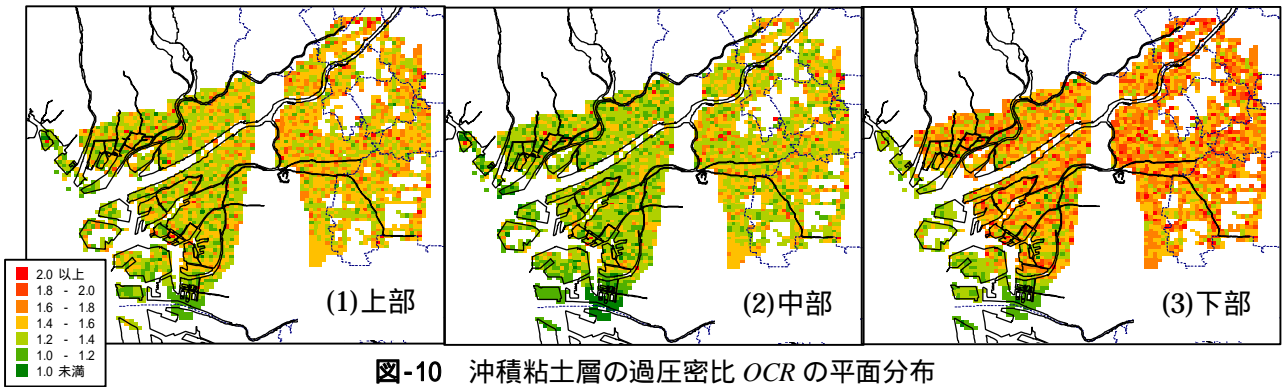 (1)上部
(2)中部
(3)下部
2.0 以上
1.8 - 2.0
1.6 - 1.8
1.4 - 1.6
1.2 - 1.4
1.0 - 1.2
1.0 未満
図-10 沖積粘土層の過圧密比 OCR の平面分布